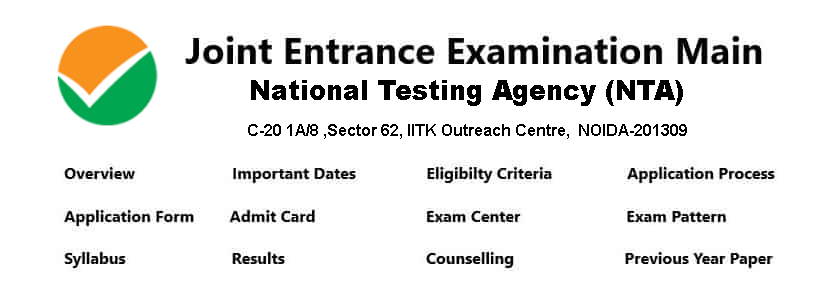 Joint Entrance Examination Main
National Testing Agency (NTA)
C-20 1A/8 ,Sector 62, IITK Outreach Centre, NOIDA-201309
Overview Important Dates Eligibilty Criteria Application Process
Application Form Admit Card Exam Center Exam Pattern
Syllabus Results Counselling Previous Year Paper